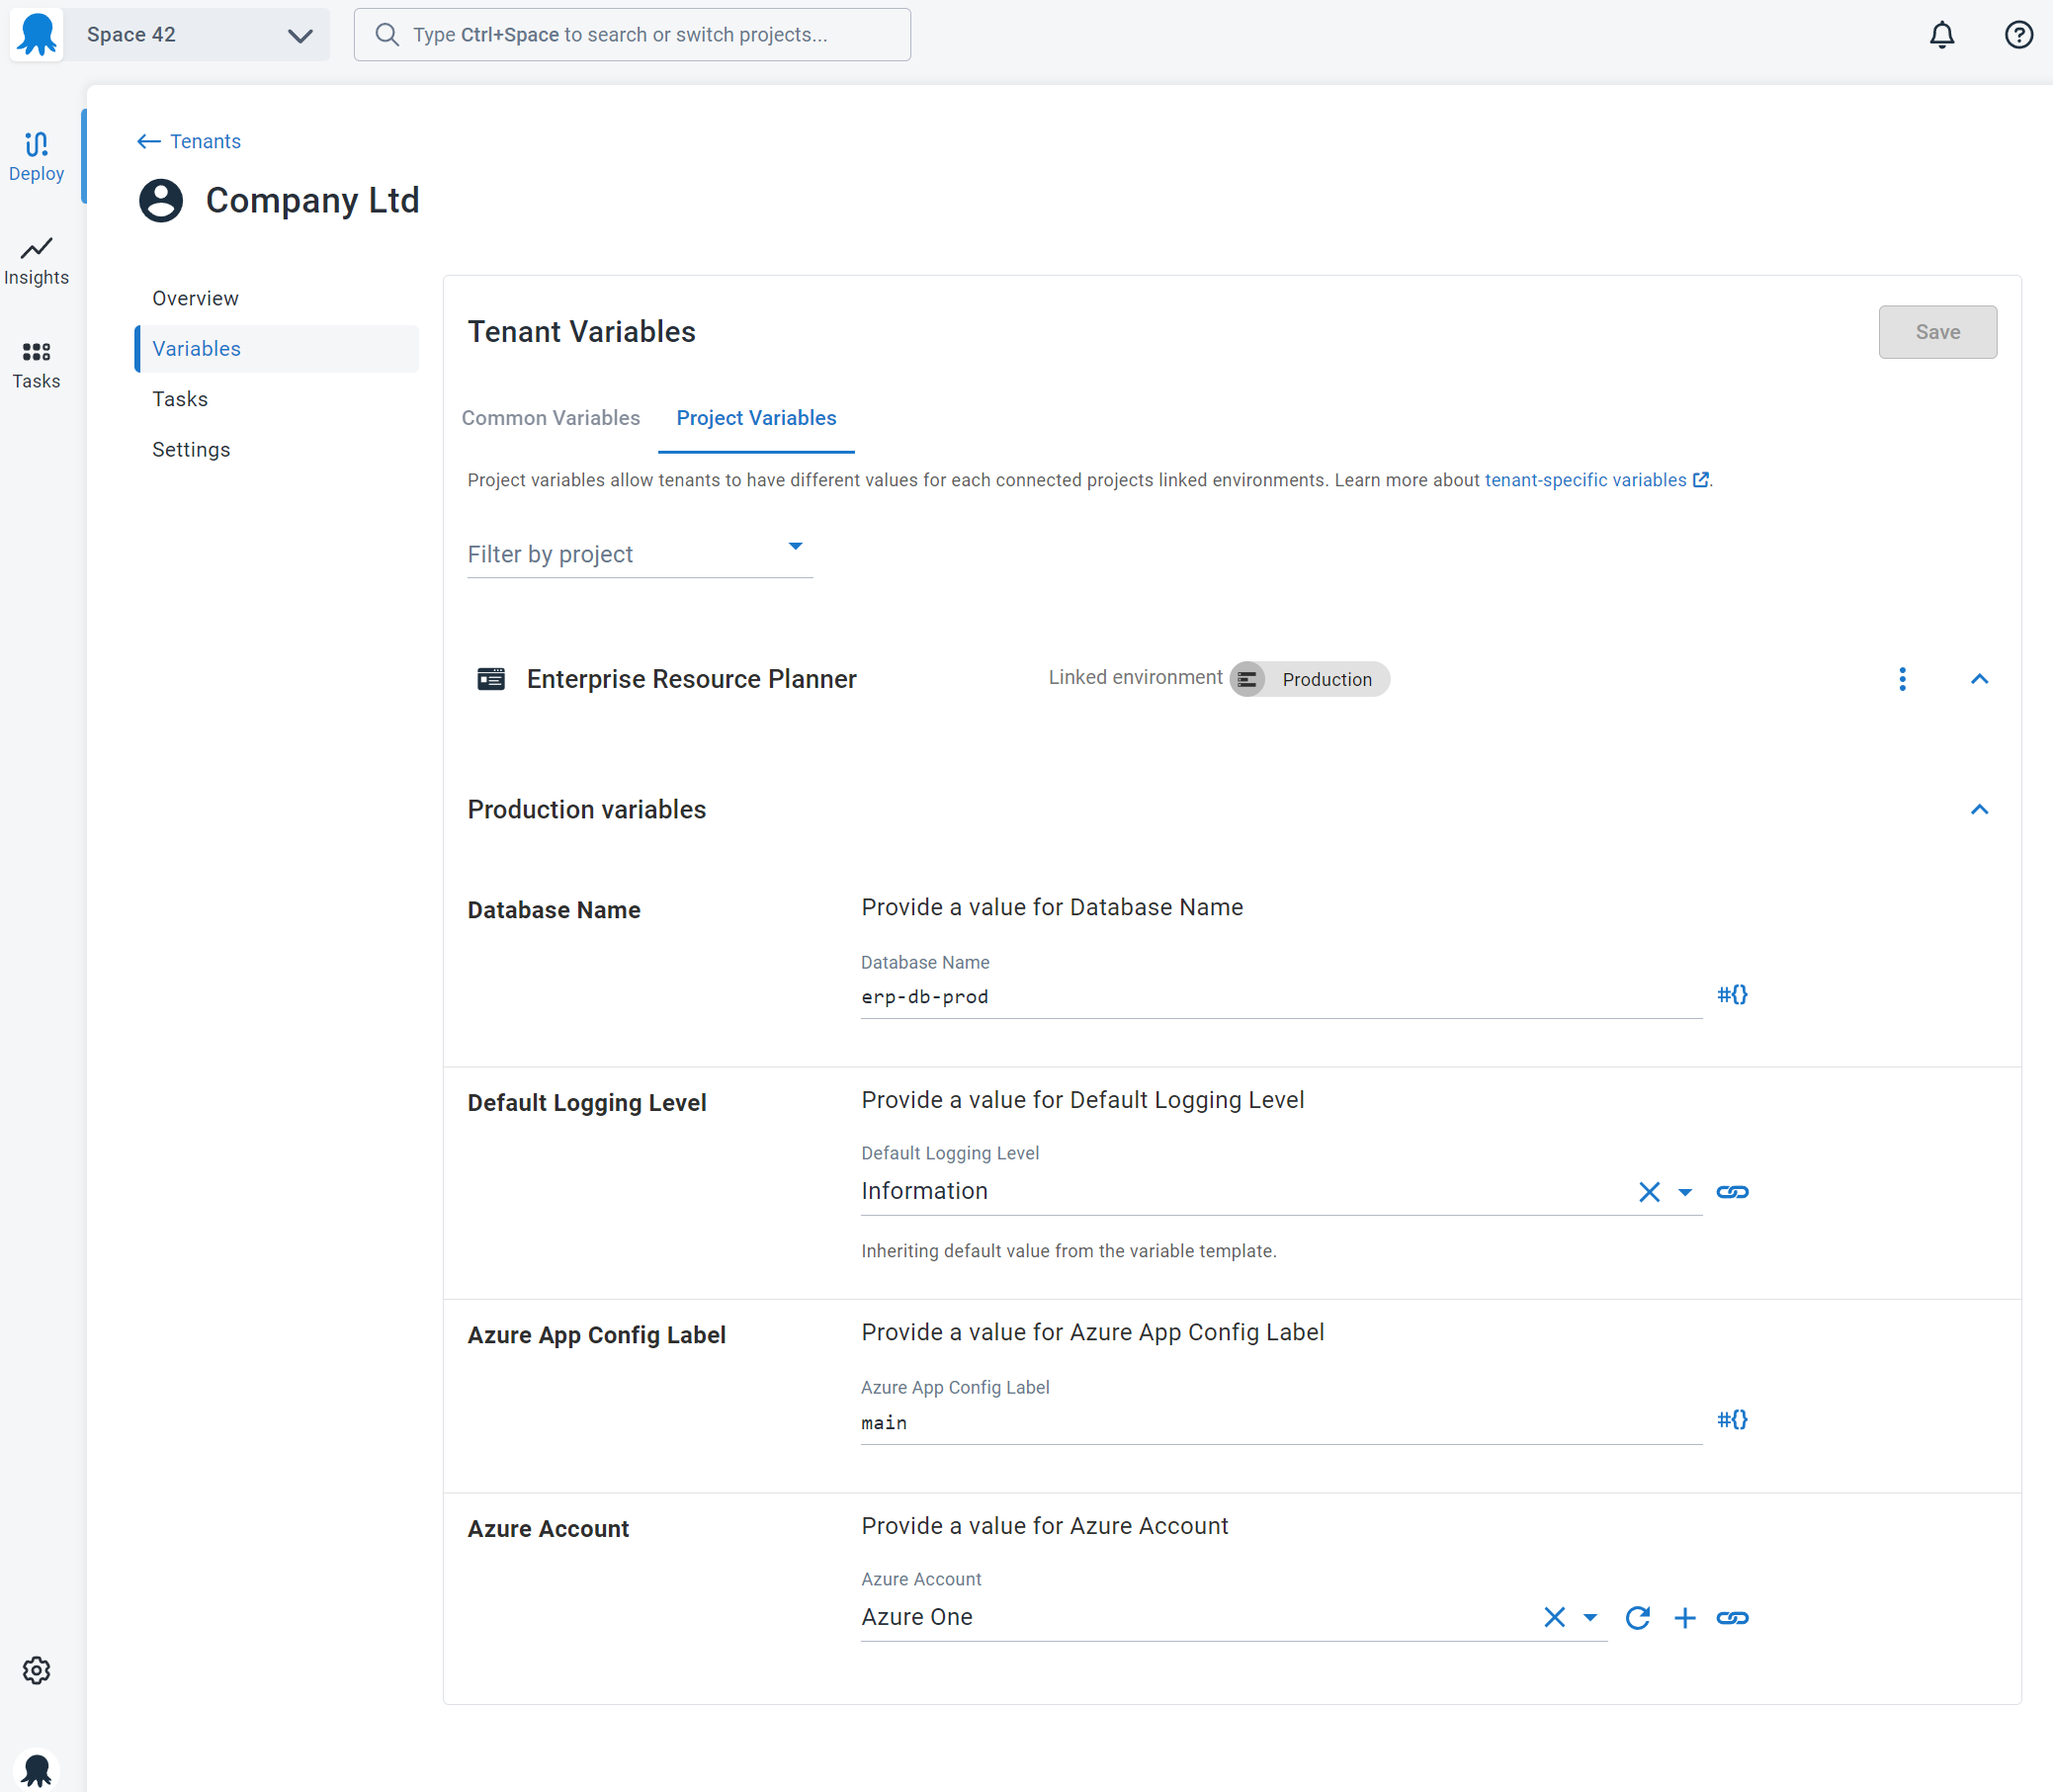 Space 42
Type Ctrl+Space to search or switch projects...
Deploy
Insights
Tasks
Tenants
Company Ltd
Overview
Variables
Tasks
Settings
Tenant Variables
Save
Common Variables
Project Variables
Project variables allow tenants to have different values for each connected projects linked environments. Learn more about tenant-specific variables.
Filter by project
Enterprise Resource Planner
Linked environment
Production
Production variables
Database Name
Provide a value for Database Name
Database Name
erp-db-prod
#{}
Default Logging Level
Provide a value for Default Logging Level
Default Logging Level
Information
Inheriting default value from the variable template.
Azure App Config Label
Provide a value for Azure App Config Label
Azure App Config Label
main
#{}
Azure Account
Provide a value for Azure Account
Azure Account
Azure One